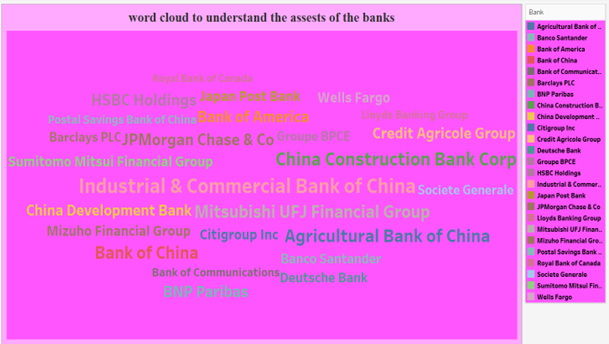 word cloud to understand the assests of the banks
Royal Bank of Canada
HSBC Holdings Japan Post Bank Wells Fargo
Postal Savings Bank of China Bank of America Lloyds Banking Group
Barclays PLC JPMorgan Chase & Co Groupe BPCE Credit Agricole Group
Sumitomo Mitsui Financial Group China Construction Bank Corp
Industrial & Commercial Bank of China Societe Generale
China Development Bank Mitsubishi UFJ Financial Group
Mizuho Financial Group Citigroup Inc Agricultural Bank of China
Bank of China Banco Santander
Bank of Communications Deutsche Bank
BNP Paribas
Bank
Agricultural Bank of ..
Banco Santander
Bank of America
Bank of China
Bank of Communicat..
Barclays PLC
BNP Paribas
China Construction B..
China Development ..
Citigroup Inc
Credit Agricole Group
Deutsche Bank
Groupe BPCE
HSBC Holdings
Industrial & Commer..
Japan Post Bank
JPMorgan Chase & Co
Lloyds Banking Group
Mitsubishi UFJ Finan..
Mizuho Financial Gro..
Postal Savings Bank ..
Royal Bank of Canada
Societe Generale
Sumitomo Mitsui Fin..
Wells Fargo